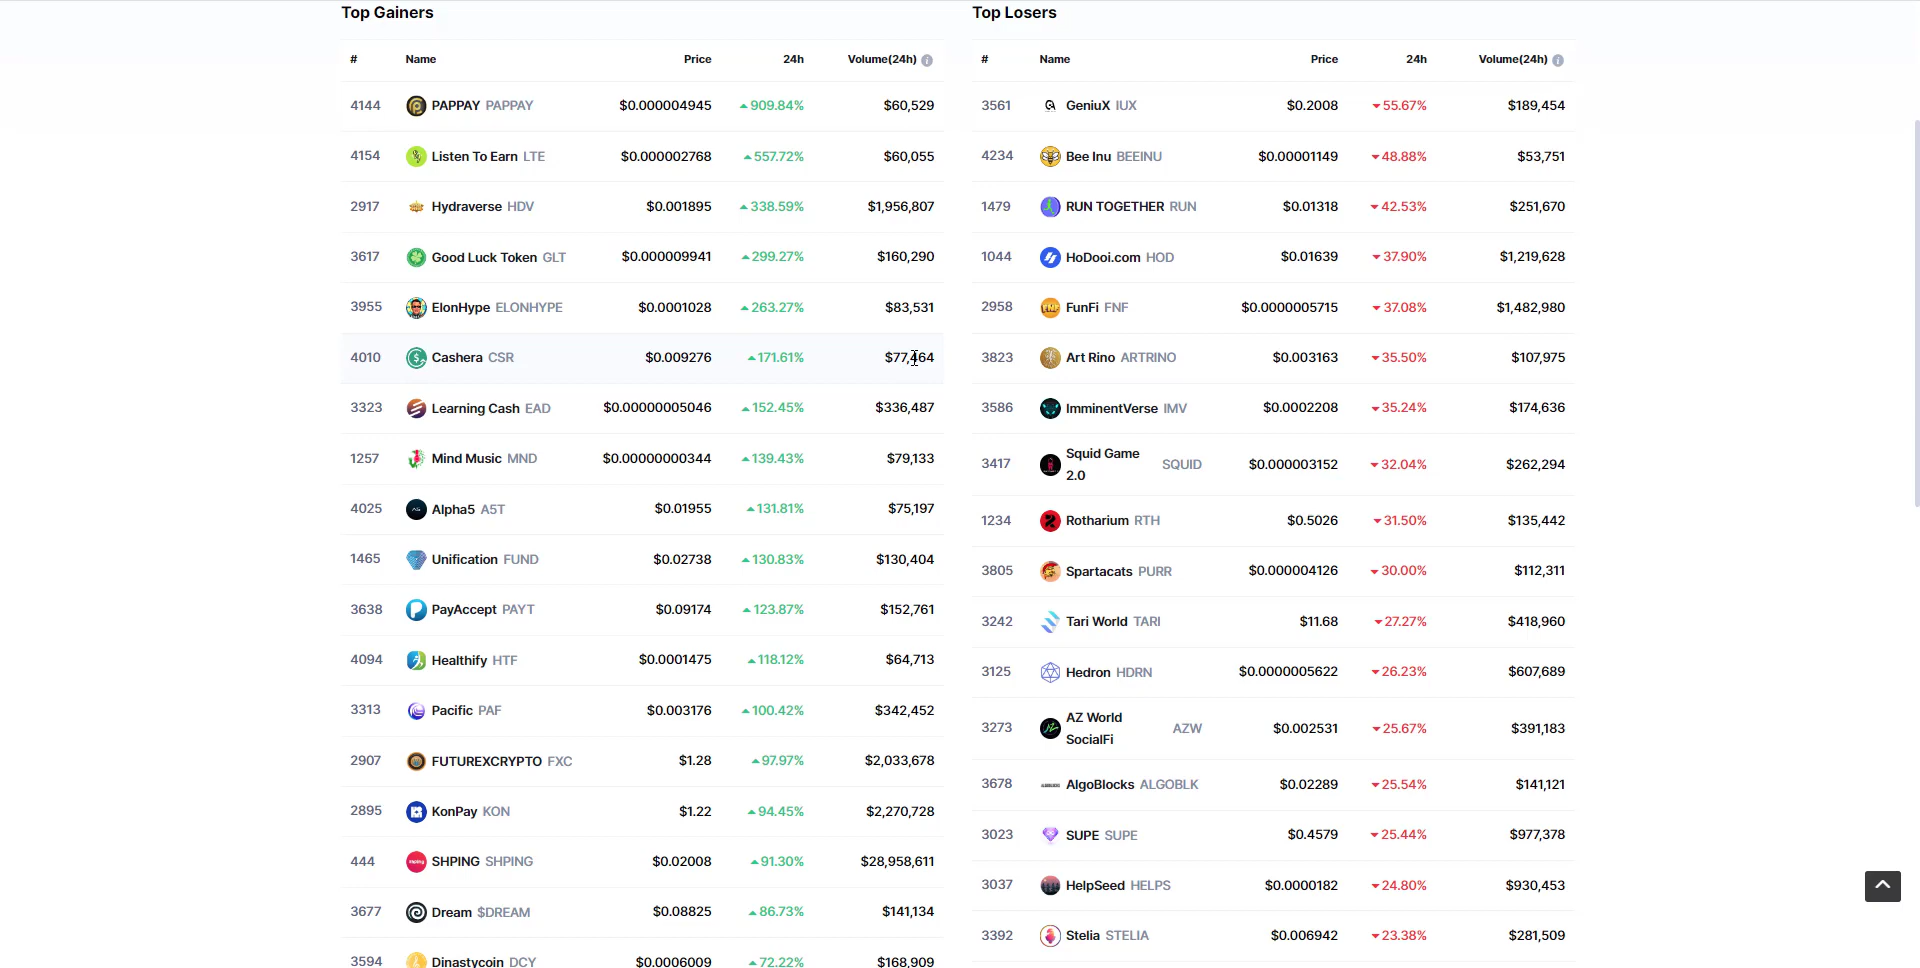 Top Gainers
# Name Price 24h Volume(24h)
4144 PAPPAY PAPPAY $0.000004945 909.84% $60,529
4154 Listen To Earn LTE $0.000002768 557.72% $60,055
2917 Hydraverse HDV $0.001895 338.59% $1,956,807
3617 Good Luck Token GLT $0.000009941 299.27% $160,290
3955 ElonHype ELONHYPE $0.0001028 263.27% $83,531
4010 Cashera CSR $0.009276 171.61% $77,464
3323 Learning Cash EAD $0.00000005046 152.45% $336,487
1257 Mind Music MND $0.00000000344 139.43% $79,133
4025 Alpha5 A5T $0.01955 131.81% $75,197
1465 Unification FUND $0.02738 130.83% $130,404
3638 PayAccept PAYT $0.09174 123.87% $152,761
4094 Healthify HTF $0.0001475 118.12% $64,713
3313 Pacific PAF $0.003176 100.42% $342,452
2907 FUTUREXCRYPTO FXC $1.28 97.97% $2,033,678
2895 KonPay KON $1.22 94.45% $2,270,728
444 SHPING SHPING $0.02008 91.30% $28,958,611
3677 Dream $DREAM $0.08825 86.73% $141,134
3594 Dinastycoin DCY $0.0006009 72.22% $168,909
Top Losers
# Name Price 24h Volume(24h)
3561 GeniuX IUX $0.2008 55.67% $189,454
4234 Bee Inu BEEINU $0.00001149 48.88% $53,751
1479 RUN TOGETHER RUN $0.01318 42.53% $251,670
1044 HoDooi.com HOD $0.01639 37.90% $1,219,628
2958 FunFi FNF $0.0000005715 37.08% $1,482,980
3823 Art Rino ARTRINO $0.003163 35.50% $107,975
3586 ImminentVerse IMV $0.0002208 35.24% $174,636
3417 Squid Game 2.0 SQUID $0.000003152 32.04% $262,294
1234 Rotharium RTH $0.5026 31.50% $135,442
3805 Spartacats PURR $0.000004126 30.00% $112,311
3242 Tari World TARI $11.68 27.27% $418,960
3125 Hedron HDRN $0.0000005622 26.23% $607,689
3273 AZ World SocialFi AZW $0.002531 25.67% $391,183
3678 AlgoBlocks ALGOBLK $0.02289 25.54% $141,121
3023 SUPE SUPE $0.4579 25.44% $977,378
3037 HelpSeed HELPS $0.0000182 24.80% $930,453
3392 Stelia STELIA $0.006942 23.38% $281,509